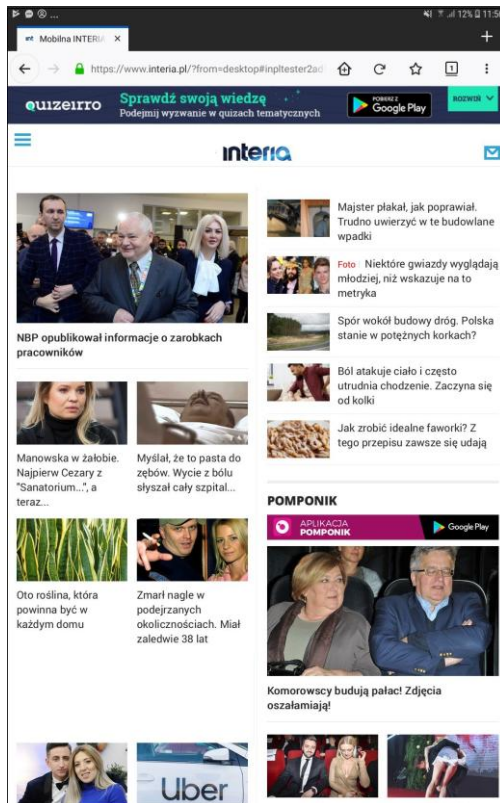 12% 11:56
Mobilna INTERIA
https://www.interia.pl/?from=desktop#inpltester2ad
1
QUIZEIRRO
Sprawdź swoją wiedzę
Podejmij wyzwanie w quizach tematycznych
POBIERZ Z
Google Play
ROZWIŃ
interia
NBP opublikował informacje o zarobkach
pracowników
Manowska w żałobie.
Najpierw Cezary z
"Sanatorium...", a
teraz...
Myślał, że to pasta do
zębów. Wycie z bólu
słyszał cały szpital...
Oto roślina, która
powinna być w
każdym domu
Zmarł nagle w
podejrzanych
okolicznościach. Miał
zaledwie 38 lat
Uber
Majster płakał, jak poprawiał.
Trudno uwierzyć w te budowlane
wpadki
Foto Niektóre gwiazdy wyglądają
młodziej, niż wskazuje na to
metryka
Spór wokół budowy dróg. Polska
stanie w potężnych korkach?
Ból atakuje ciało i często
utrudnia chodzenie. Zaczyna się
od kolki
Jak zrobić idealne faworki? Z
tego przepisu zawsze się udają
POMPONIK
APLIKACJA
POMPONIK
Google Play
Komorowscy budują pałac! Zdjęcia
oszałamiają!